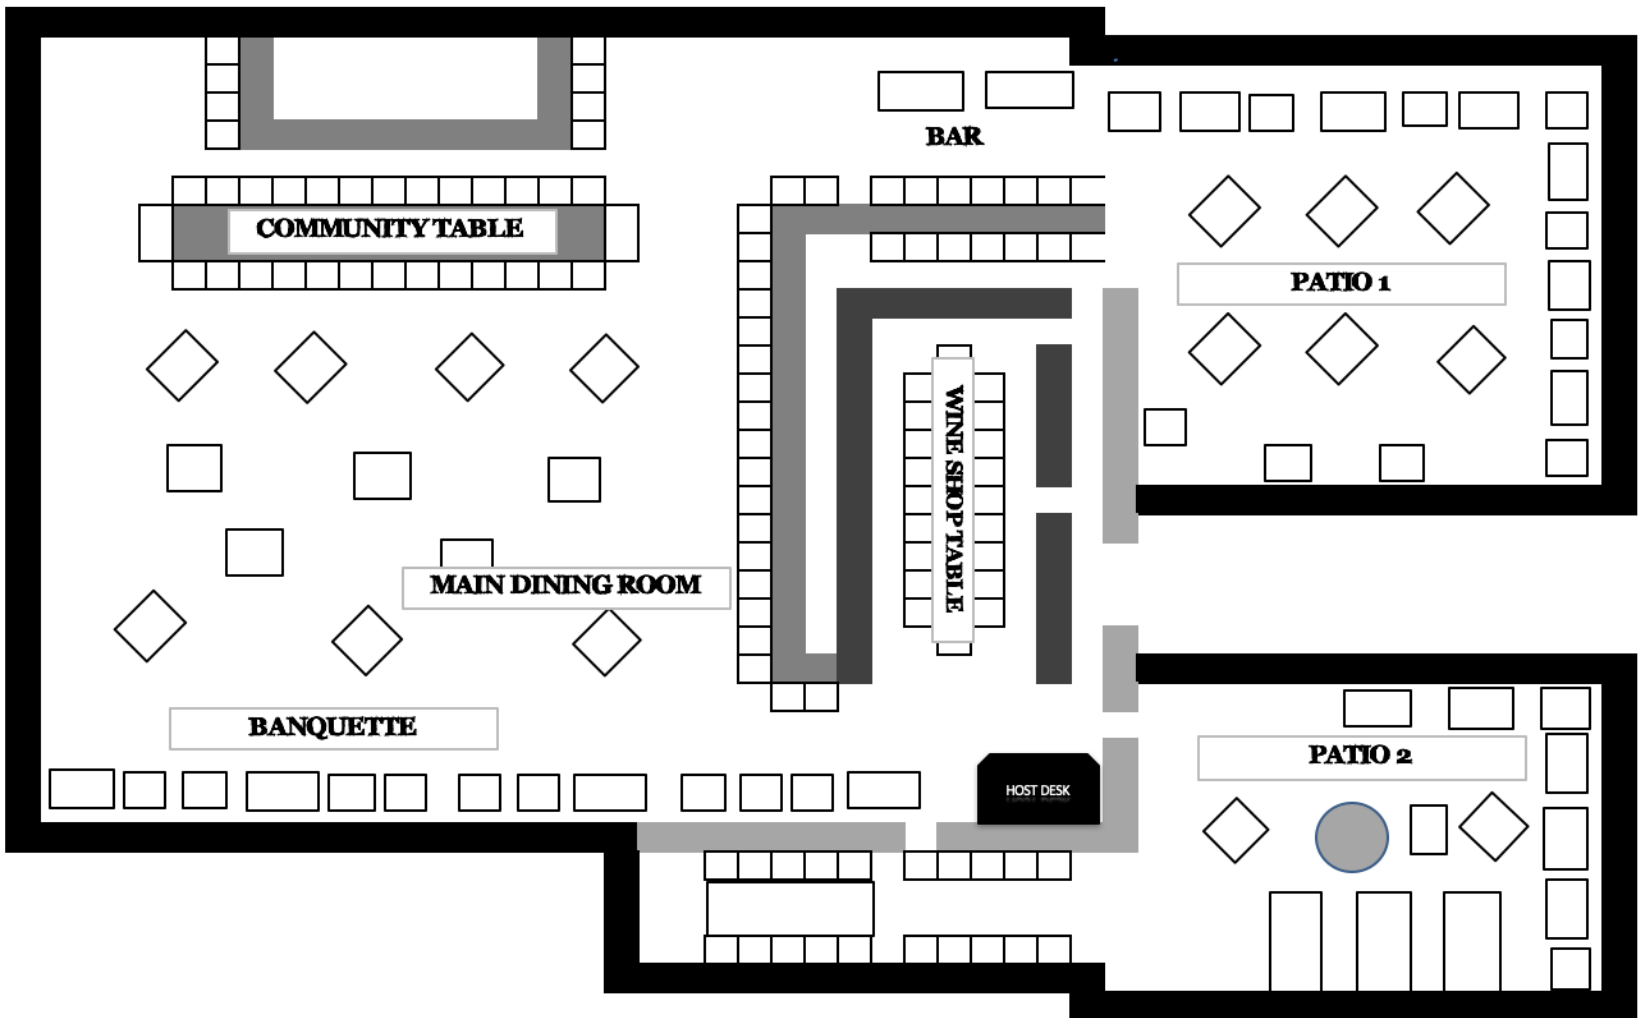 BAR
COMMUNITY TABLE
PATIO 1
WINE SHOP TABLE
MAIN DINING ROOM
BANQUETTE
PATIO 2
HOST DESK